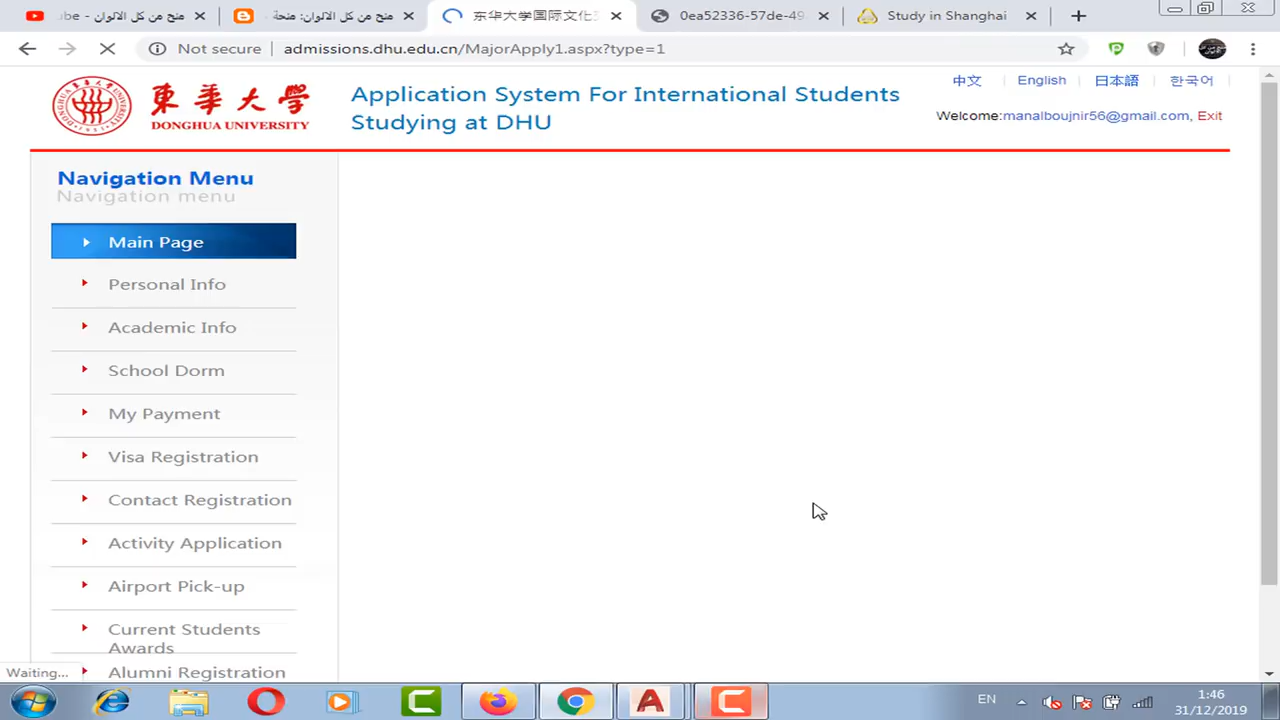 ube - منح من كل الالوان
منح من كل الالوان: منحة
东华大学国际文化
0ea52336-57de-49
Study in Shanghai
Not secure
admissions.dhu.edu.cn/MajorApply1.aspx?type=1
東華大學
DONGHUA UNIVERSITY
Application System For International Students
Studying at DHU
中文
English
日本語
한국어
Welcome:manalboujnir56@gmail.com, Exit
Navigation Menu
Navigation menu
Main Page
Personal Info
Academic Info
School Dorm
My Payment
Visa Registration
Contact Registration
Activity Application
Airport Pick-up
Current Students
Awards
Alumni Registration
Waiting...
EN
1:46
31/12/2019